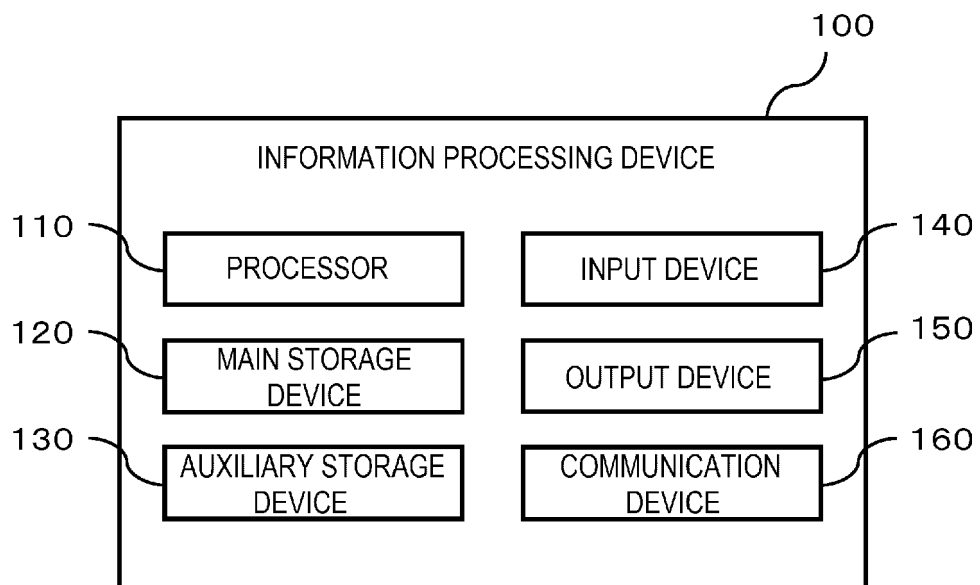 100
INFORMATION PROCESSING DEVICE
110
PROCESSOR
140
INPUT DEVICE
120
MAIN STORAGE
DEVICE
150
OUTPUT DEVICE
130
AUXILIARY STORAGE
DEVICE
160
COMMUNICATION
DEVICE